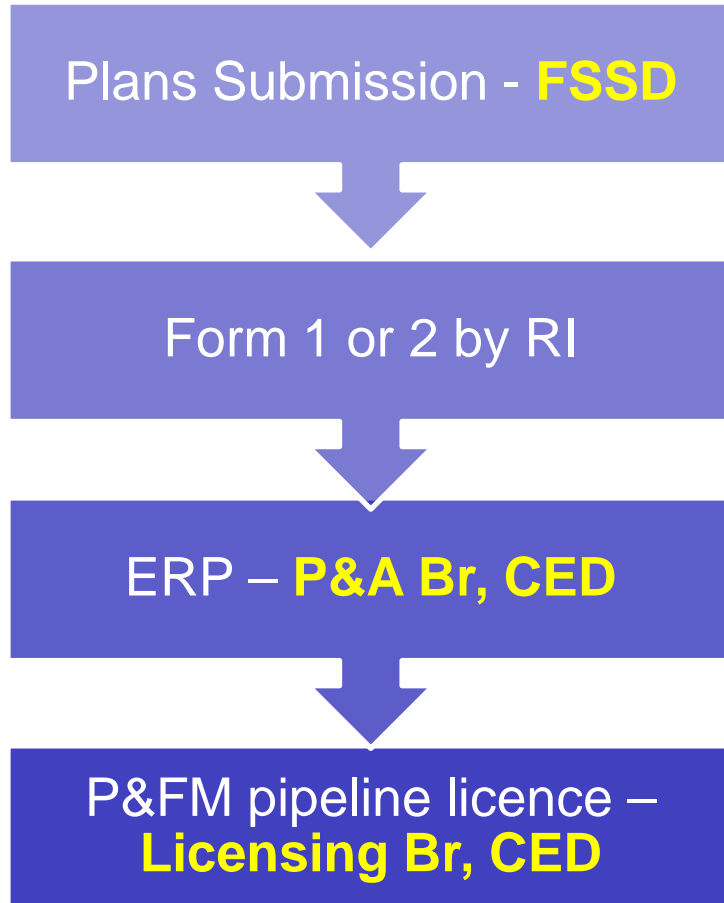 Plans Submission - FSSD
Form 1 or 2 by RI
ERP – P&A Br, CED
P&FM pipeline licence –
Licensing Br, CED